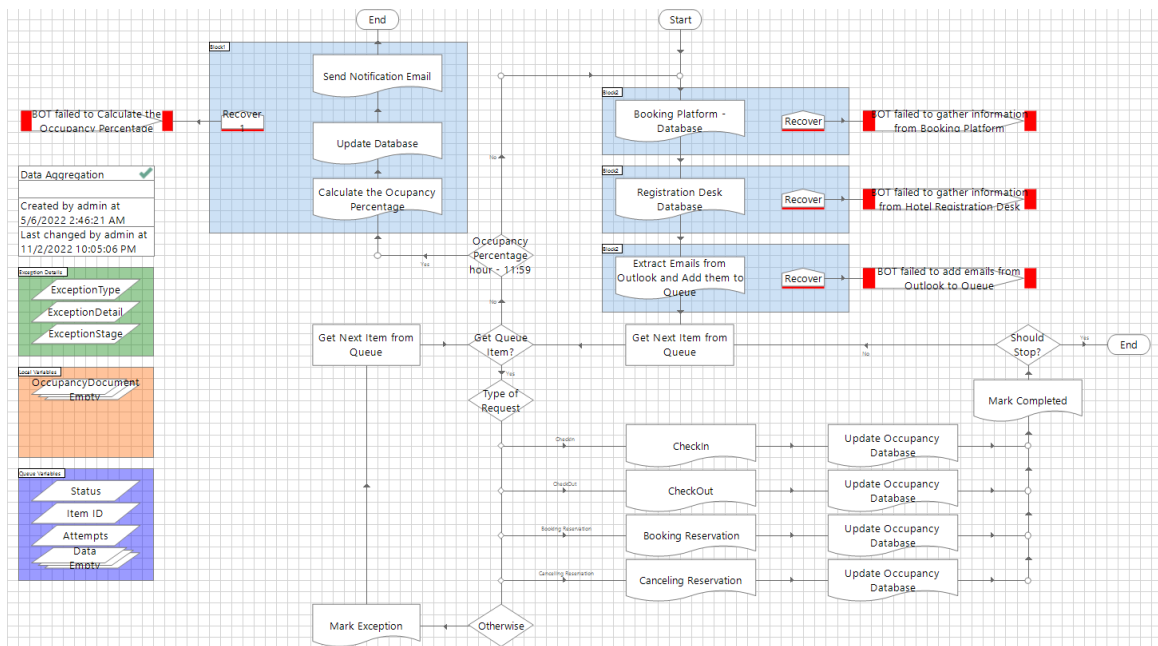 End
Start
Block1
Send Notification Email
Update Database
Calculate the Ocupancy
Percentage
Recover
1
BOT failed to Calculate the
Occupancy Percentage
Data Aggregation
Created by admin at
5/6/2022 2:46:21 AM
Last changed by admin at
11/2/2022 10:05:06 PM
Exception Details
ExceptionType
ExceptionDetail
ExceptionStage
Local Variables
OccupancyDocument
Empty
Queue Variables
Status
Item ID
Attempts
Data
Empty
Block2
Booking Platform -
Database
Recover
BOT failed to gather information
from Booking Platform
Block2
Registration Desk
Database
Recover
BOT failed to gather information
from Hotel Registration Desk
Block2
Extract Emails from
Outlook and Add them to
Queue
Recover
BOT failed to add emails from
Outlook to Queue
No
Occupancy
Percentage
hour - 11:59
Yes
No
Get Next Item from
Queue
Get Queue
Item?
Get Next Item from
Queue
No
Should
Stop?
Yes
End
Yes
Type of
Request
Mark Completed
CheckIn
CheckIn
Update Occupancy
Database
CheckOut
CheckOut
Update Occupancy
Database
Booking Reservation
Booking Reservation
Update Occupancy
Database
Canceling Reservation
Canceling Reservation
Update Occupancy
Database
Mark Exception
Otherwise